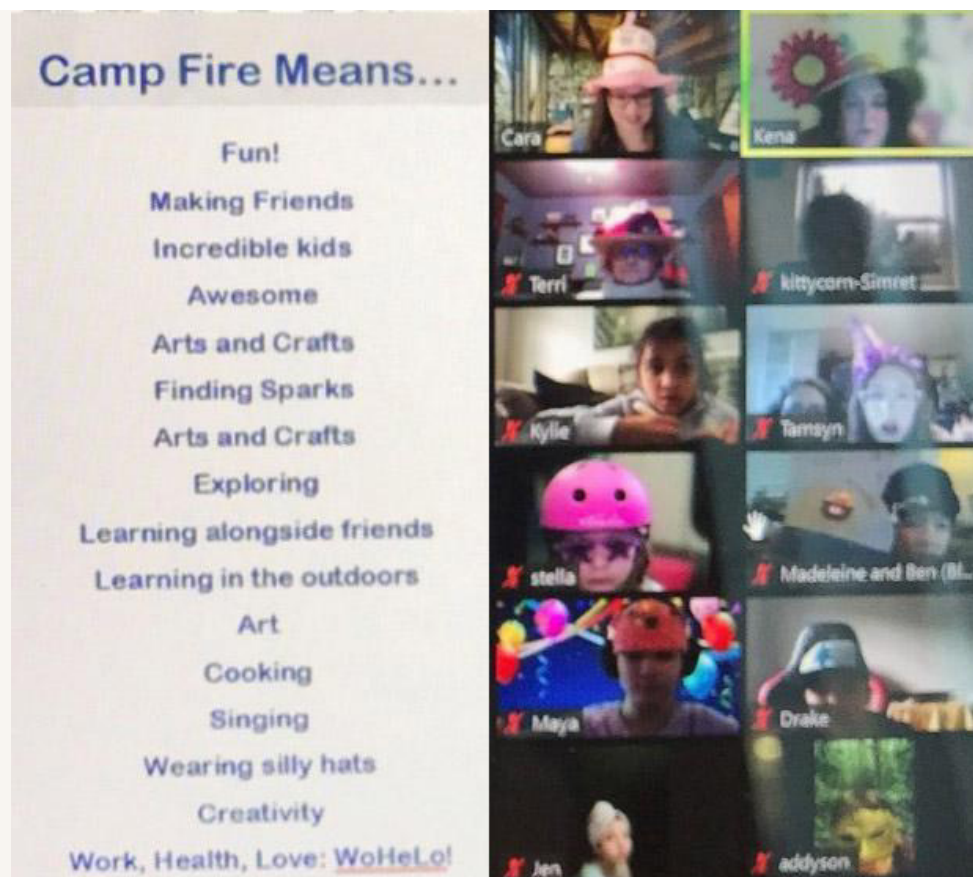 Camp Fire Means...
Fun!
Making Friends
Incredible kids
Awesome
Arts and Crafts
Finding Sparks
Arts and Crafts
Exploring
Learning alongside friends
Learning in the outdoors
Art
Cooking
Singing
Wearing silly hats
Creativity
Work, Health, Love: WoHeLo!
Cara
Kena
Terri
kittycorn-Simret
Kylie
Tamsyn
stella
Madeleine and Ben (Bl...
Maya
Drake
Jen
addyson